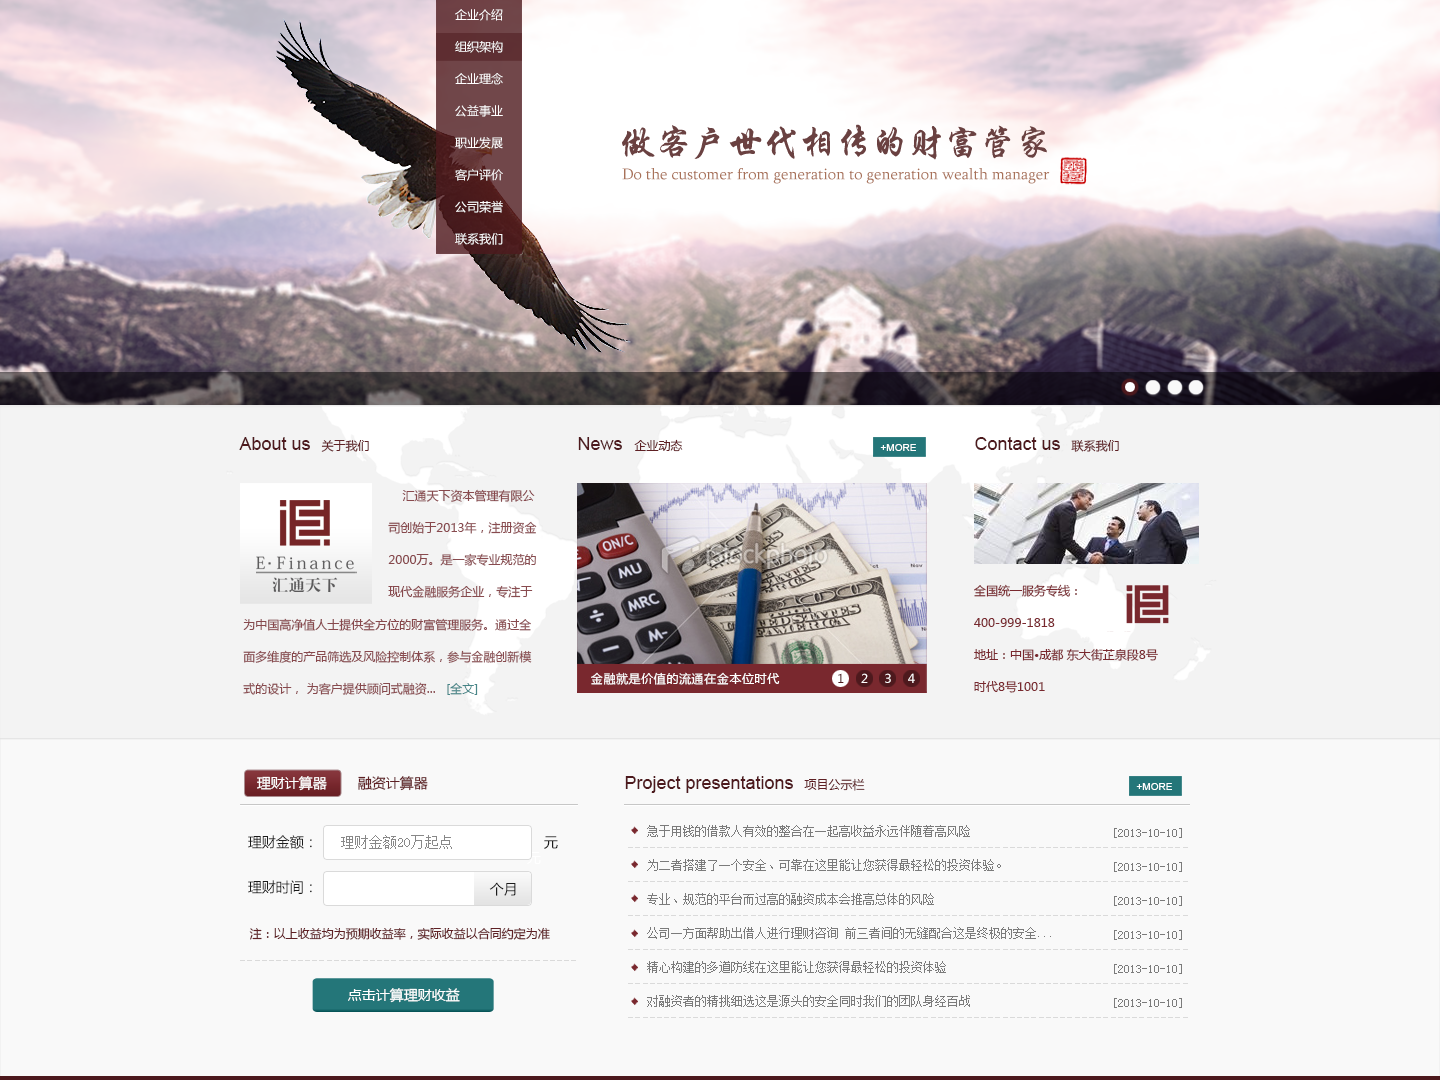 企业介绍
组织架构
企业理念
公益事业
职业发展
客户评价
公司荣誉
联系我们
做客户世代相传的财富管家
Do the customer from generation to generation wealth manager
About us 关于我们
汇通天下资本管理有限公
司创始于2013年，注册资金
2000万。是一家专业规范的
现代金融服务企业，专注于
为中国高净值人士提供全方位的财富管理服务。通过全
面多维度的产品筛选及风险控制体系，参与金融创新模
式的设计， 为客户提供顾问式融资... [全文]
E·Finance
汇通天下
News 企业动态
+MORE
ON/C
MU
MRC
M-
iStockphoto
金融就是价值的流通在金本位时代
1 2 3 4
Contact us 联系我们
全国统一服务专线：
400-999-1818
地址：中国•成都 东大街芷泉段8号
时代8号1001
理财计算器 融资计算器
理财金额： 理财金额20万起点 元
理财时间： 个月
注：以上收益均为预期收益率，实际收益以合同约定为准
点击计算理财收益
Project presentations 项目公示栏
+MORE
急于用钱的借款人有效的整合在一起高收益永远伴随着高风险 [2013-10-10]
为二者搭建了一个安全、可靠在这里能让您获得最轻松的投资体验。 [2013-10-10]
专业、规范的平台而过高的融资成本会推高总体的风险 [2013-10-10]
公司一方面帮助出借人进行理财咨询 前三者间的无缝配合这是终极的安全... [2013-10-10]
精心构建的多道防线在这里能让您获得最轻松的投资体验 [2013-10-10]
对融资者的精挑细选这是源头的安全同时我们的团队身经百战 [2013-10-10]